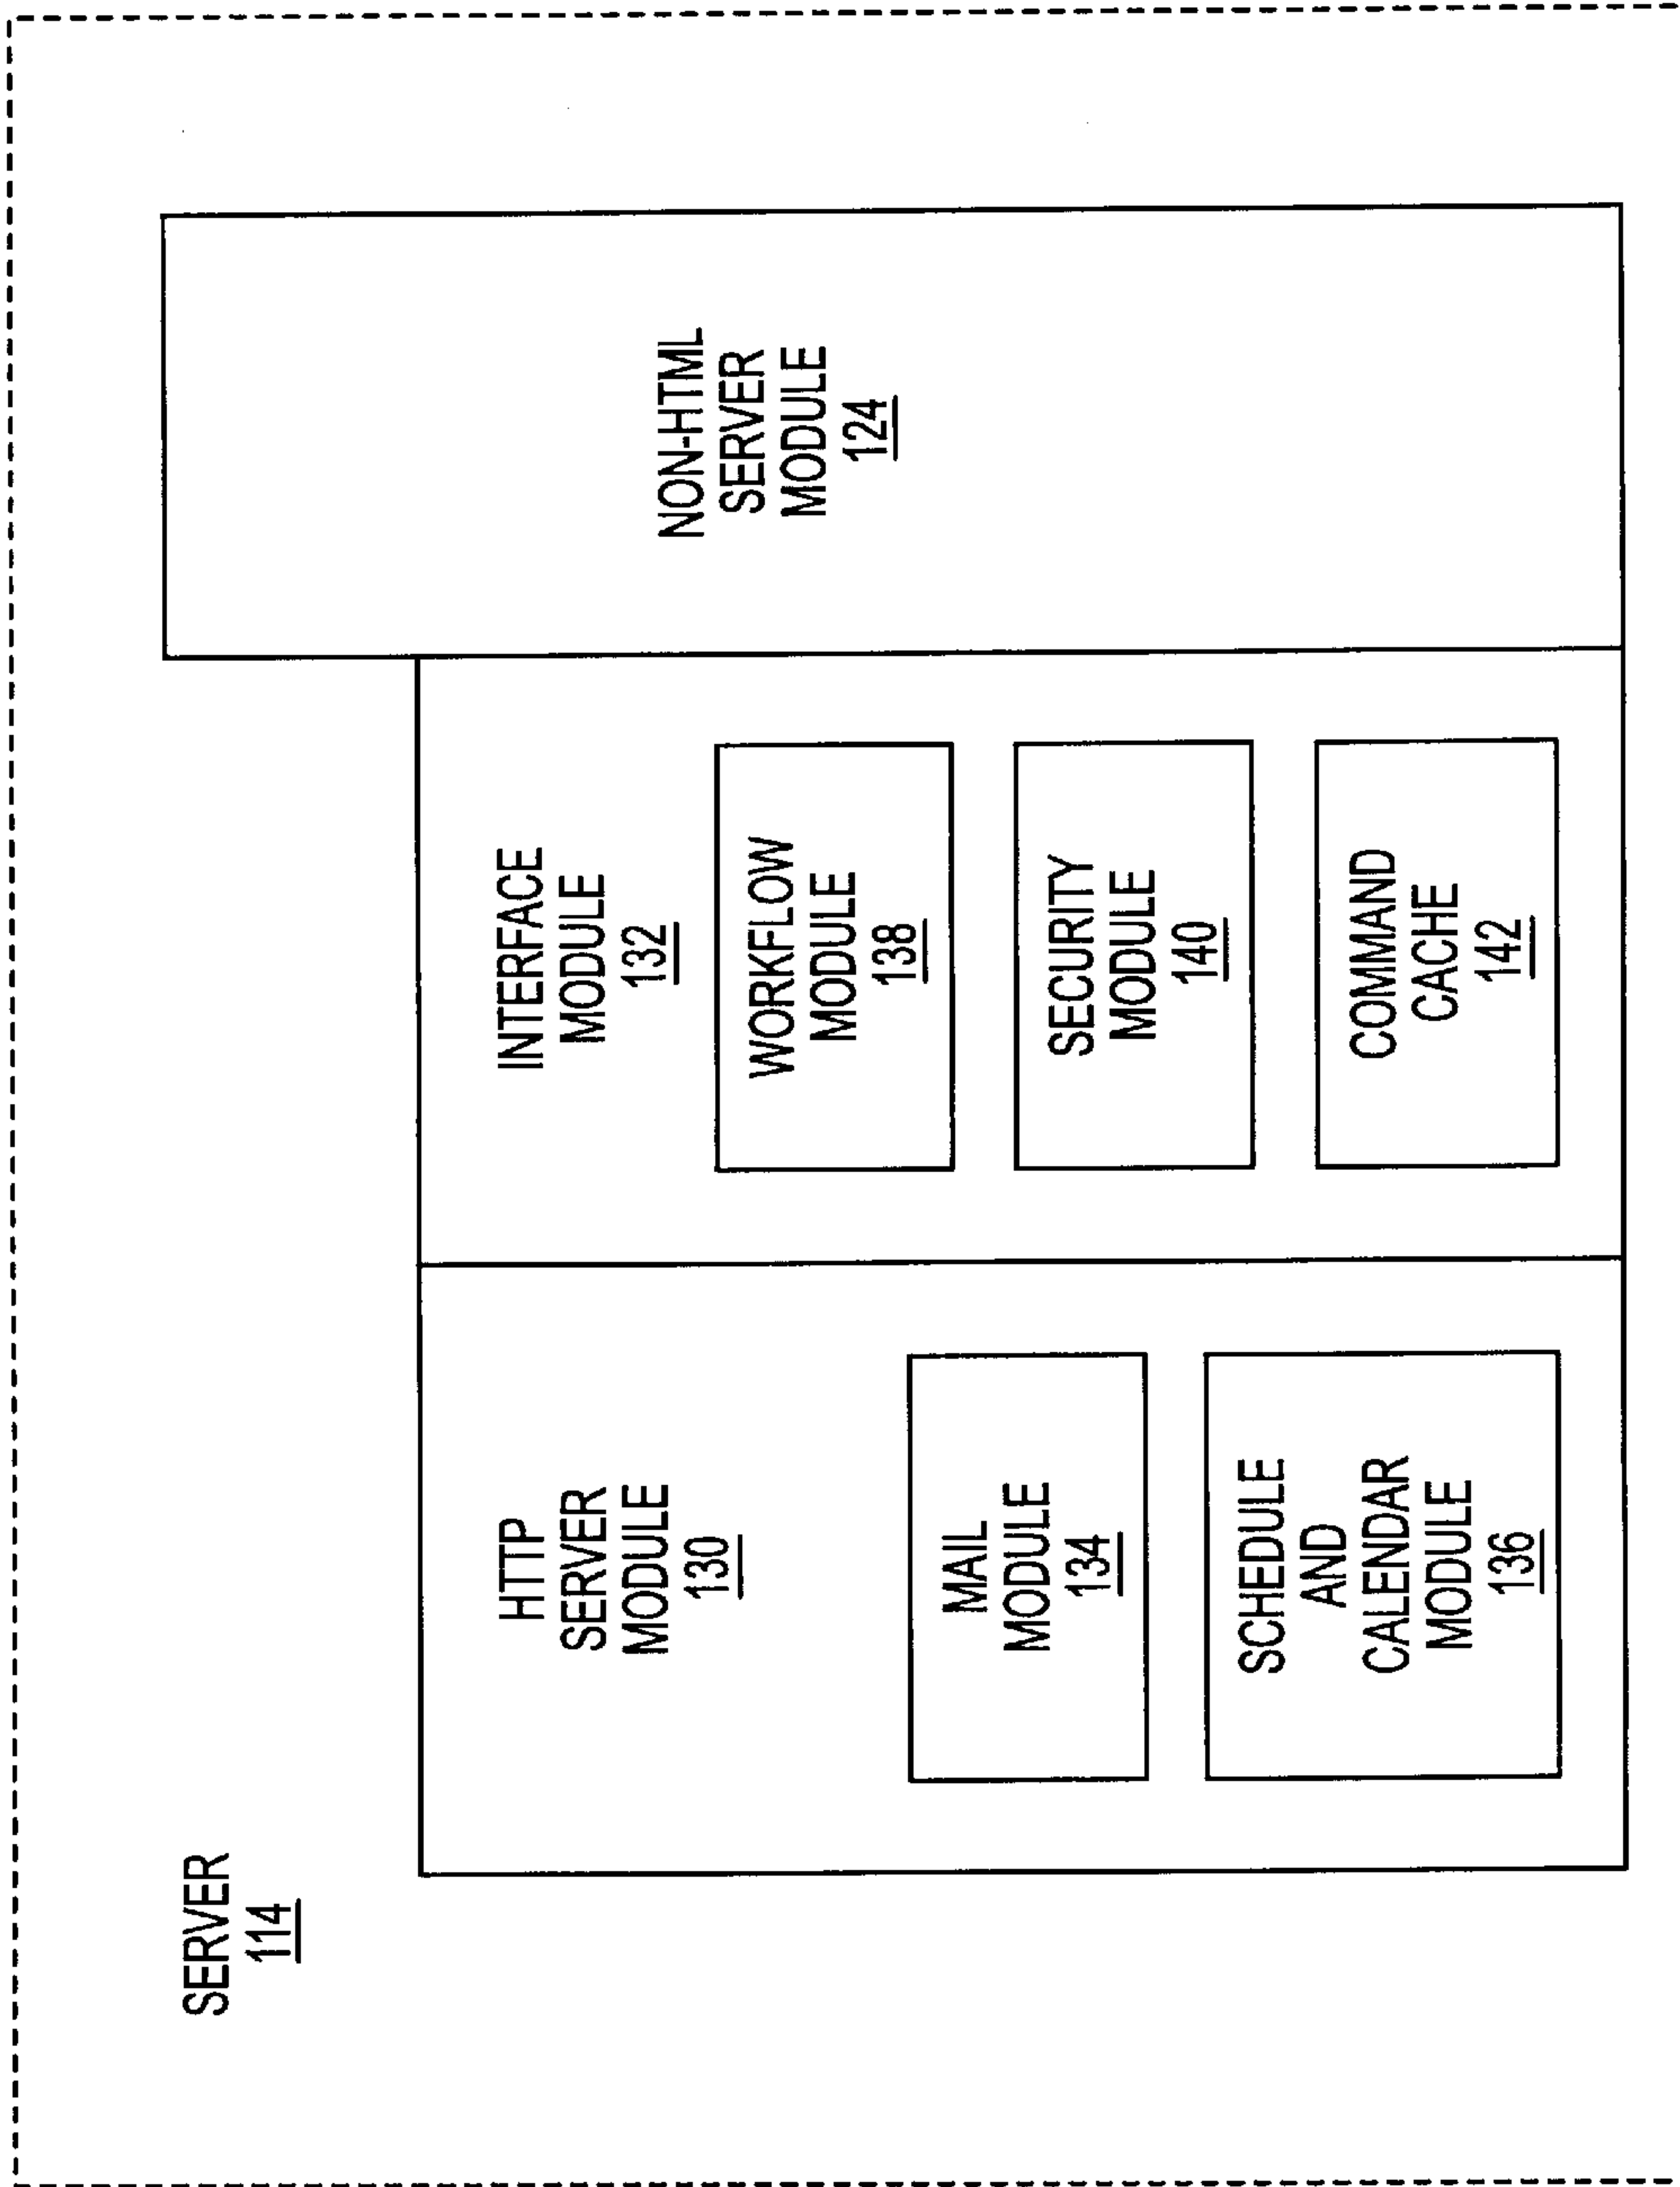 SERVER
114
HTTP
SERVER
MODULE
130
MAIL
MODULE
134
SCHEDULE
AND
CALENDAR
MODULE
136
INTERFACE
MODULE
132
WORKFLOW
MODULE
138
SECURITY
MODULE
140
COMMAND
CACHE
142
NON-HTML
SERVER
MODULE
124